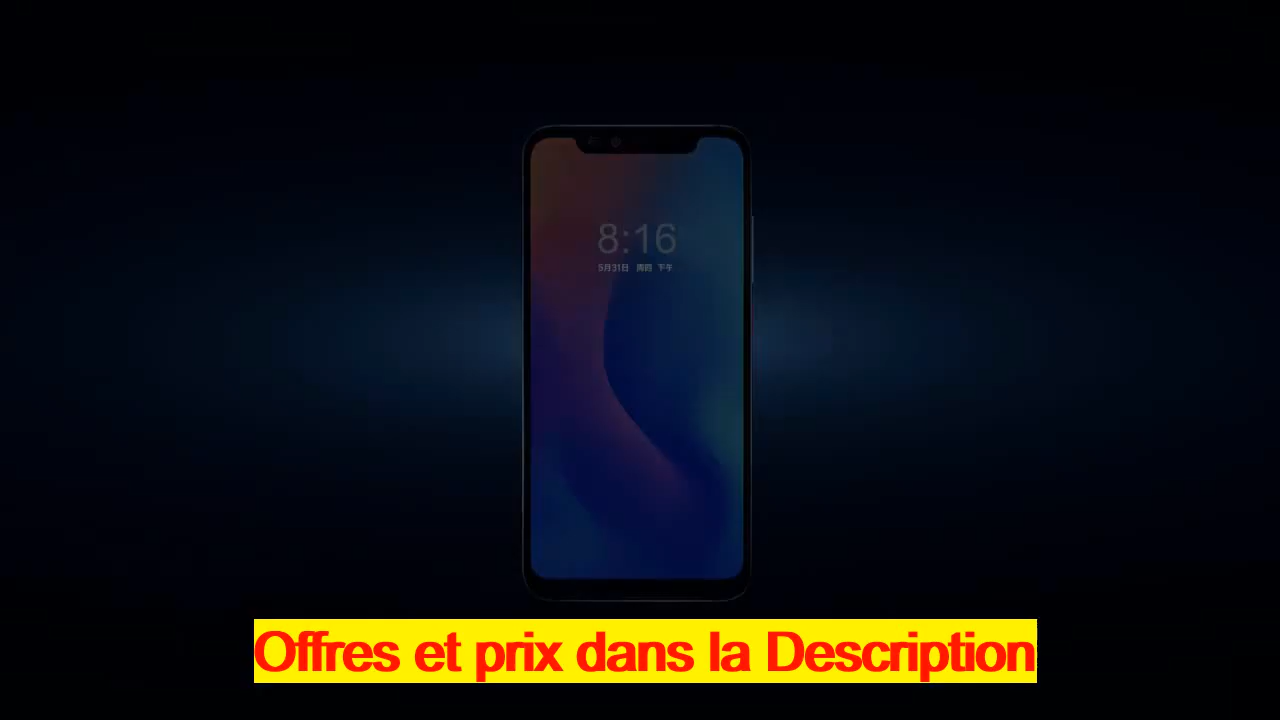 8:16
5月31日 周四 下午
Offres et prix dans la Description